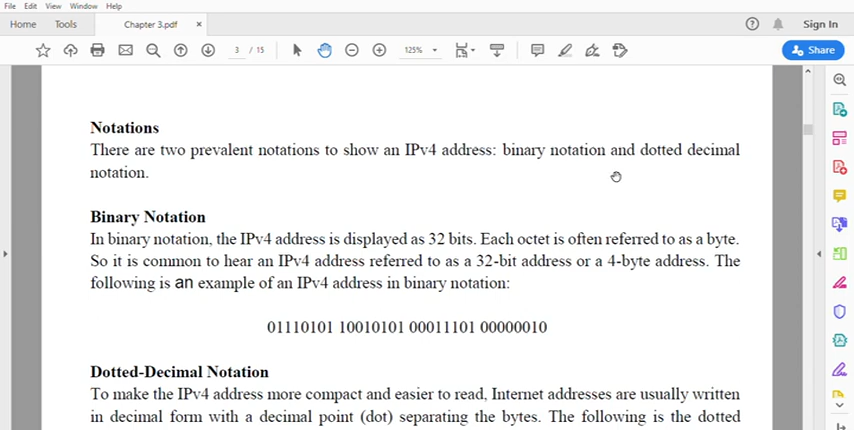 File Edit View Window Help
Home Tools Chapter 3.pdf × Sign In
3 / 15 125% Share
Notations
There are two prevalent notations to show an IPv4 address: binary notation and dotted decimal
notation.
Binary Notation
In binary notation, the IPv4 address is displayed as 32 bits. Each octet is often referred to as a byte.
So it is common to hear an IPv4 address referred to as a 32-bit address or a 4-byte address. The
following is an example of an IPv4 address in binary notation:
01110101 10010101 00011101 00000010
Dotted-Decimal Notation
To make the IPv4 address more compact and easier to read, Internet addresses are usually written
in decimal form with a decimal point (dot) separating the bytes. The following is the dotted